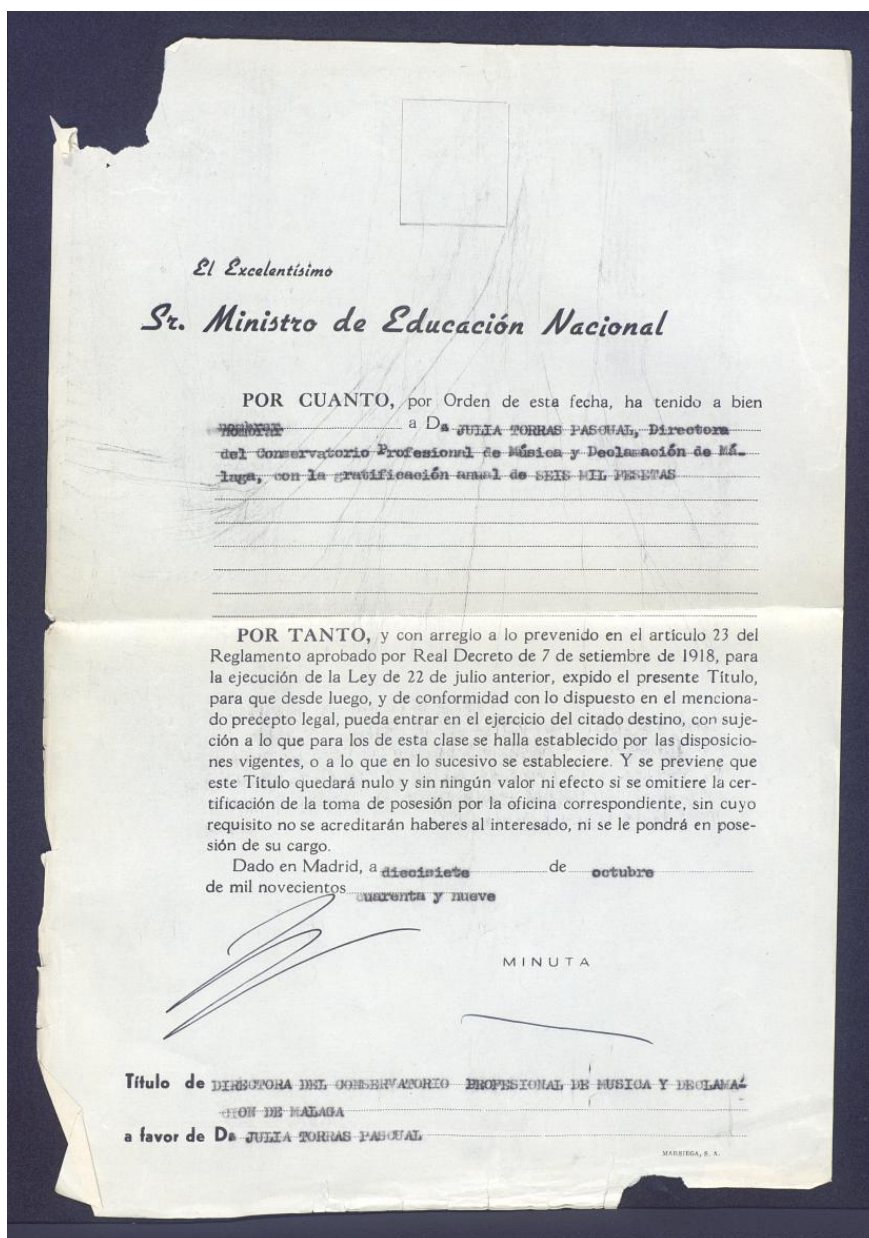 El Excelentísimo
Sr. Ministro de Educación Nacional
POR CUANTO, por Orden de esta fecha, ha tenido a bien
nombrar a Da JULIA TORRAS PASCUAL, Directora
del Conservatorio Profesional de Música y Declamación de Má-
laga, con la gratificación anual de SEIS MIL PESETAS
POR TANTO, y con arreglo a lo prevenido en el artículo 23 del
Reglamento aprobado por Real Decreto de 7 de setiembre de 1918, para
la ejecución de la Ley de 22 de julio anterior, expido el presente Título,
para que desde luego, y de conformidad con lo dispuesto en el menciona-
do precepto legal, pueda entrar en el ejercicio del citado destino, con suje-
ción a lo que para los de esta clase se halla establecido por las disposicio-
nes vigentes, o a lo que en lo sucesivo se estableciere. Y se previene que
este Título quedará nulo y sin ningún valor ni efecto si se omitiere la cer-
tificación de la toma de posesión por la oficina correspondiente, sin cuyo
requisito no se acreditarán haberes al interesado, ni se le pondrá en pose-
sión de su cargo.
Dado en Madrid, a diecisiete de octubre
de mil novecientos cuarenta y nueve
MINUTA
Título de DIRECTORA DEL CONSERVATORIO PROFESIONAL DE MUSICA Y DECLAMA-
CION DE MALAGA
a favor de Da JULIA TORRAS PASCUAL
MARSIEGA, S. A.